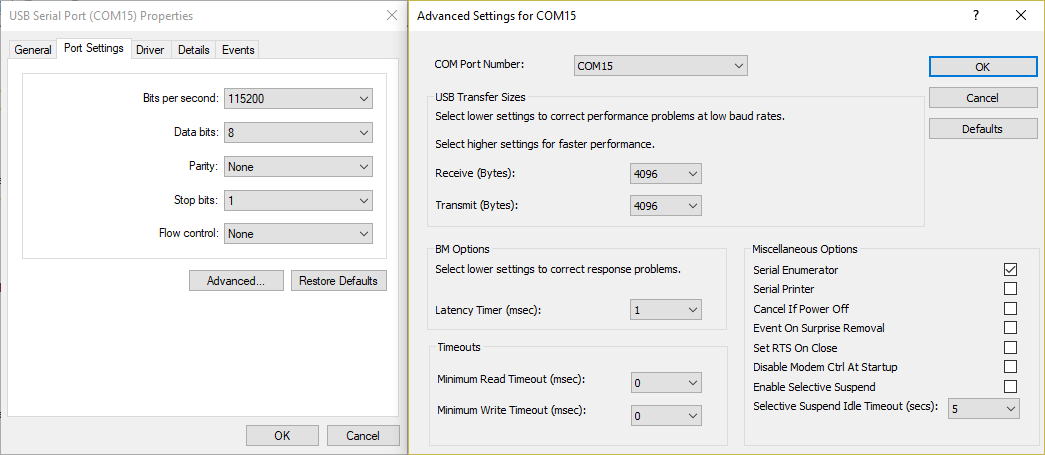 USB Serial Port (COM15) Properties
General Port Settings Driver Details Events
Bits per second: 115200
Data bits: 8
Parity: None
Stop bits: 1
Flow control: None
Advanced... Restore Defaults
OK Cancel
Advanced Settings for COM15 ?
COM Port Number: COM15
OK
Cancel
Defaults
USB Transfer Sizes
Select lower settings to correct performance problems at low baud rates.
Select higher settings for faster performance.
Receive (Bytes): 4096
Transmit (Bytes): 4096
BM Options
Select lower settings to correct response problems.
Latency Timer (msec): 1
Timeouts
Minimum Read Timeout (msec): 0
Minimum Write Timeout (msec): 0
Miscellaneous Options
Serial Enumerator
Serial Printer
Cancel If Power Off
Event On Surprise Removal
Set RTS On Close
Disable Modem Ctrl At Startup
Enable Selective Suspend
Selective Suspend Idle Timeout (secs): 5